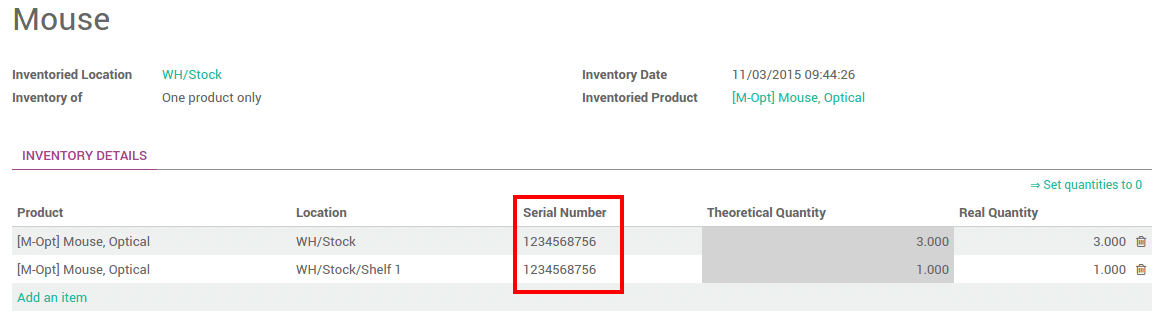 Mouse
Inventoried Location WH/Stock Inventory Date 11/03/2015 09:44:26
Inventory of One product only Inventoried Product [M-Opt] Mouse, Optical
INVENTORY DETAILS
⇒ Set quantities to 0
Product Location Serial Number Theoretical Quantity Real Quantity
[M-Opt] Mouse, Optical WH/Stock 1234568756 3.000 3.000
[M-Opt] Mouse, Optical WH/Stock/Shelf 1 1234568756 1.000 1.000
Add an item